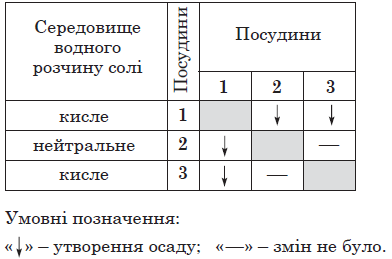 Середовище
водного
розчину солі
Посудини
Посудини
1 2 3
кисле 1 ↓ ↓
нейтральне 2 ↓ —
кисле 3 ↓ —
Умовні позначення:
«↓» – утворення осаду; «—» – змін не було.